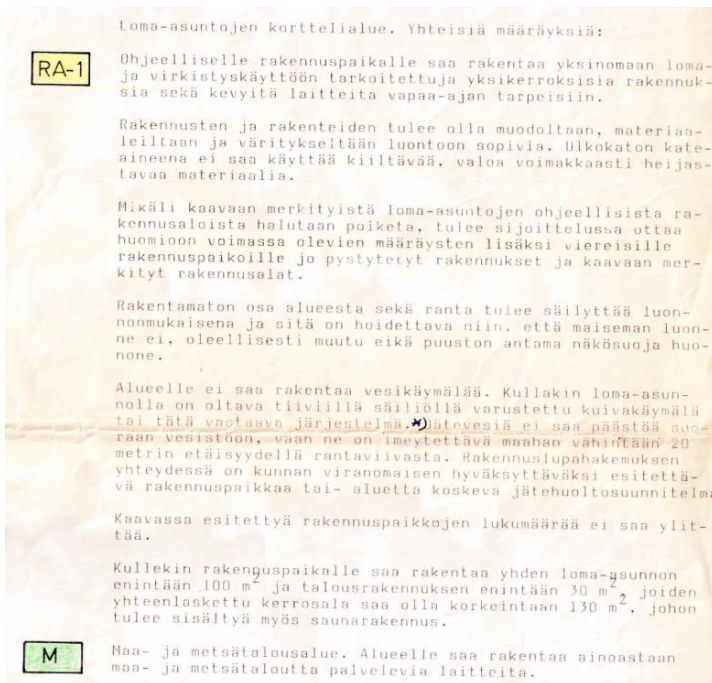 Loma-asuntojen korttelialue. Yhteisiä määräyksiä:
RA-1
Ohjeelliselle rakennuspaikalle saa rakentaa yksinomaan loma-
ja virkistyskäyttöön tarkoitettuja yksikerroksisia rakennuk-
sia sekä kevyitä laitteita vapaa-ajan tarpeisiin.
Rakennusten ja rakenteiden tulee olla muodoltaan, materiaa-
leiltaan ja väritykseltään luontoon sopivia. Ulkokaton kate-
aineena ei saa käyttää kiiltävää, valoa voimakkaasti heijas-
tavaa materiaalia.
Mikäli kaavaan merkityistä loma-asuntojen ohjeellisista ra-
kennusaloista halutaan poiketa, tulee sijoittelussa ottaa
huomioon voimassa olevien määräysten lisäksi viereisille
rakennuspaikoille jo pystytetyt rakennukset ja kaavaan mer-
kityt rakennusalat.
Rakentamaton osa alueesta sekä ranta tulee säilyttää luon-
nonmukaisena ja sitä on hoidettava niin, että maiseman luon-
ne ei, oleellisesti muutu eikä puuston antama näkösuoja huo-
none.
Alueelle ei saa rakentaa vesikäymälää. Kullakin loma-asun-
nolla on oltava tiiviillä säiliöllä varustettu kuivakäymälä
tai tätä vastaava järjestelmä.*) Jätevesiä ei saa päästää suo-
raan vesistöön, vaan ne on imeytettävä maahan vähintään 20
metrin etäisyydellä rantaviivasta. Rakennuslupahakemuksen
yhteydessä on kunnan viranomaisen hyväksyttäväksi esitettä-
vä rakennuspaikkaa tai- aluetta koskeva jätehuoltosuunnitelma
Kaavassa esitettyä rakennuspaikkojen lukumäärää ei saa ylit-
tää.
Kullekin rakennuspaikalle saa rakentaa yhden loma-asunnon
enintään 100 m² ja talousrakennuksen enintään 30 m², joiden
yhteenlaskettu kerrosala saa olla korkeintaan 130 m², johon
tulee sisältyä myös saunarakennus.
M
Maa- ja metsätalousalue. Alueelle saa rakentaa ainoastaan
maa- ja metsätaloutta palvelevia laitteita.